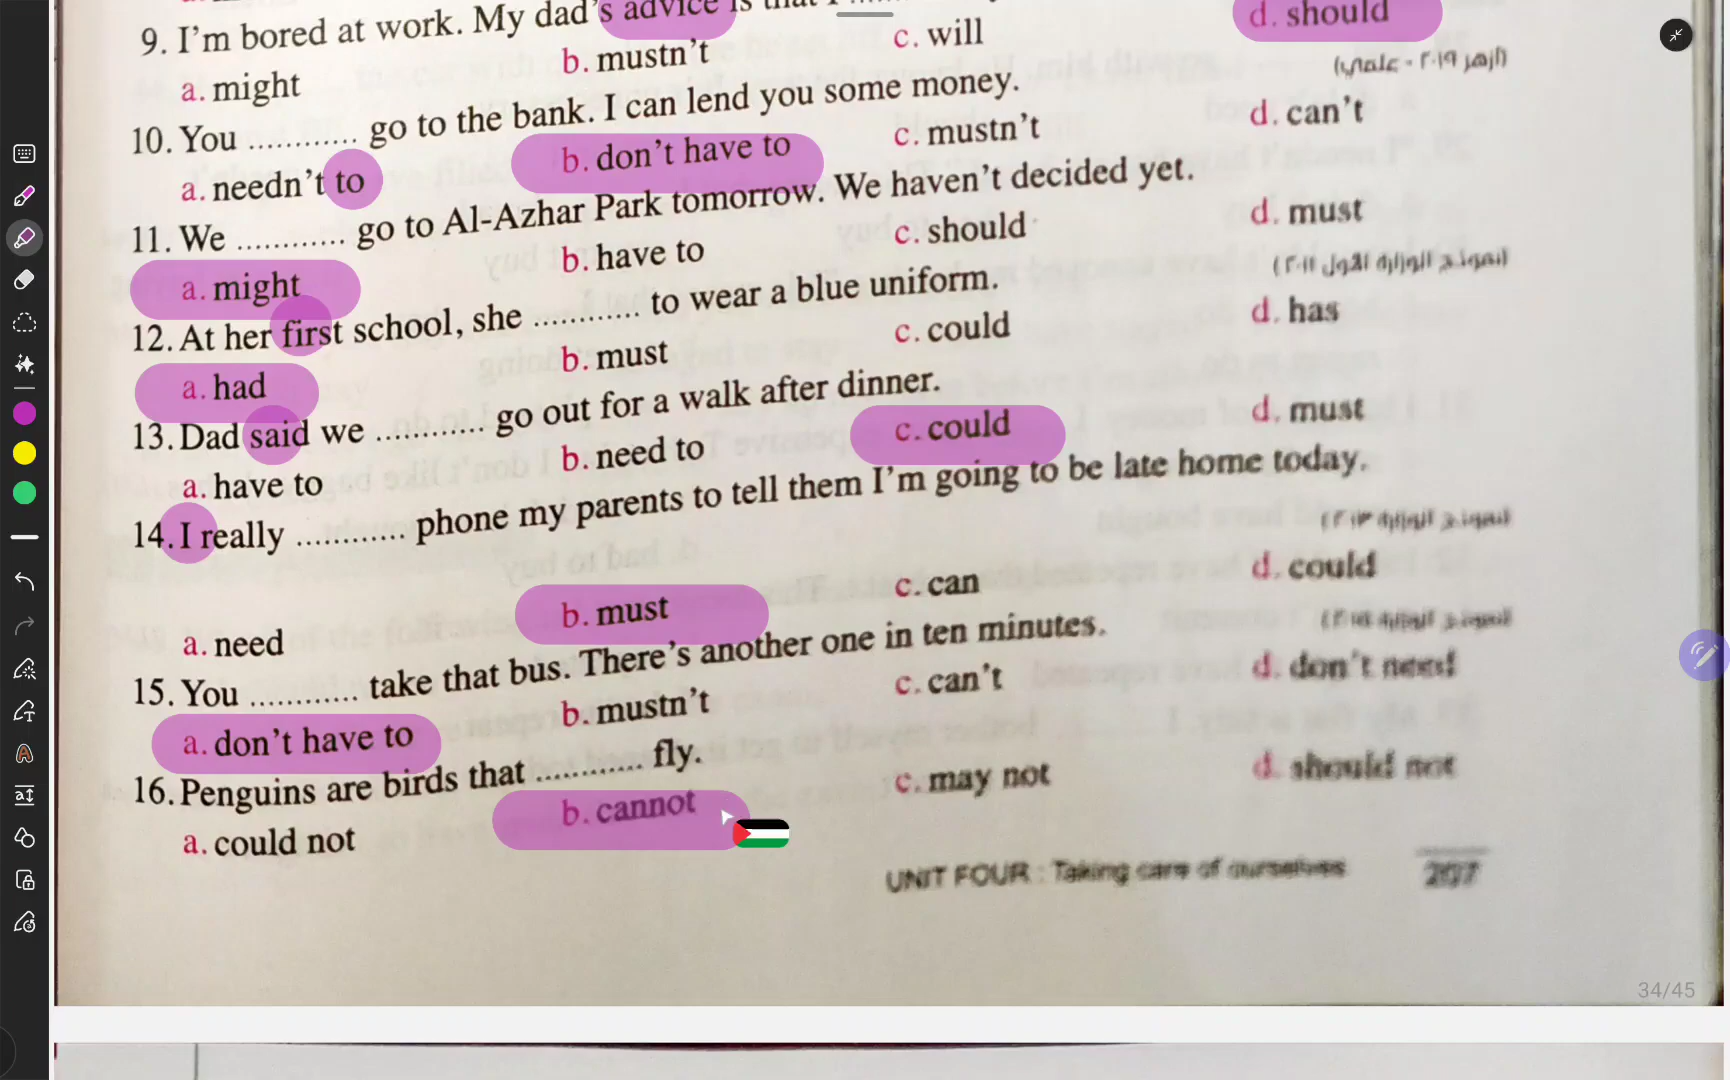 9. I'm bored at work. My dad's advice is that I
a. might b. mustn't c. will d. should
10. You ............ go to the bank. I can lend you some money.
a. needn't to b. don't have to c. mustn't d. can't
11. We ............ go to Al-Azhar Park tomorrow. We haven't decided yet.
a. might b. have to c. should d. must
12. At her first school, she ............ to wear a blue uniform.
a. had b. must c. could d. has
13. Dad said we ............ go out for a walk after dinner.
a. have to b. need to c. could d. must
14. I really ............ phone my parents to tell them I'm going to be late home today.
a. need b. must c. can d. could
15. You ............ take that bus. There's another one in ten minutes.
a. don't have to b. mustn't c. can't d. don't need
16. Penguins are birds that ............ fly.
a. could not b. cannot c. may not d. should not
UNIT FOUR : Taking care of ourselves 207
34/45